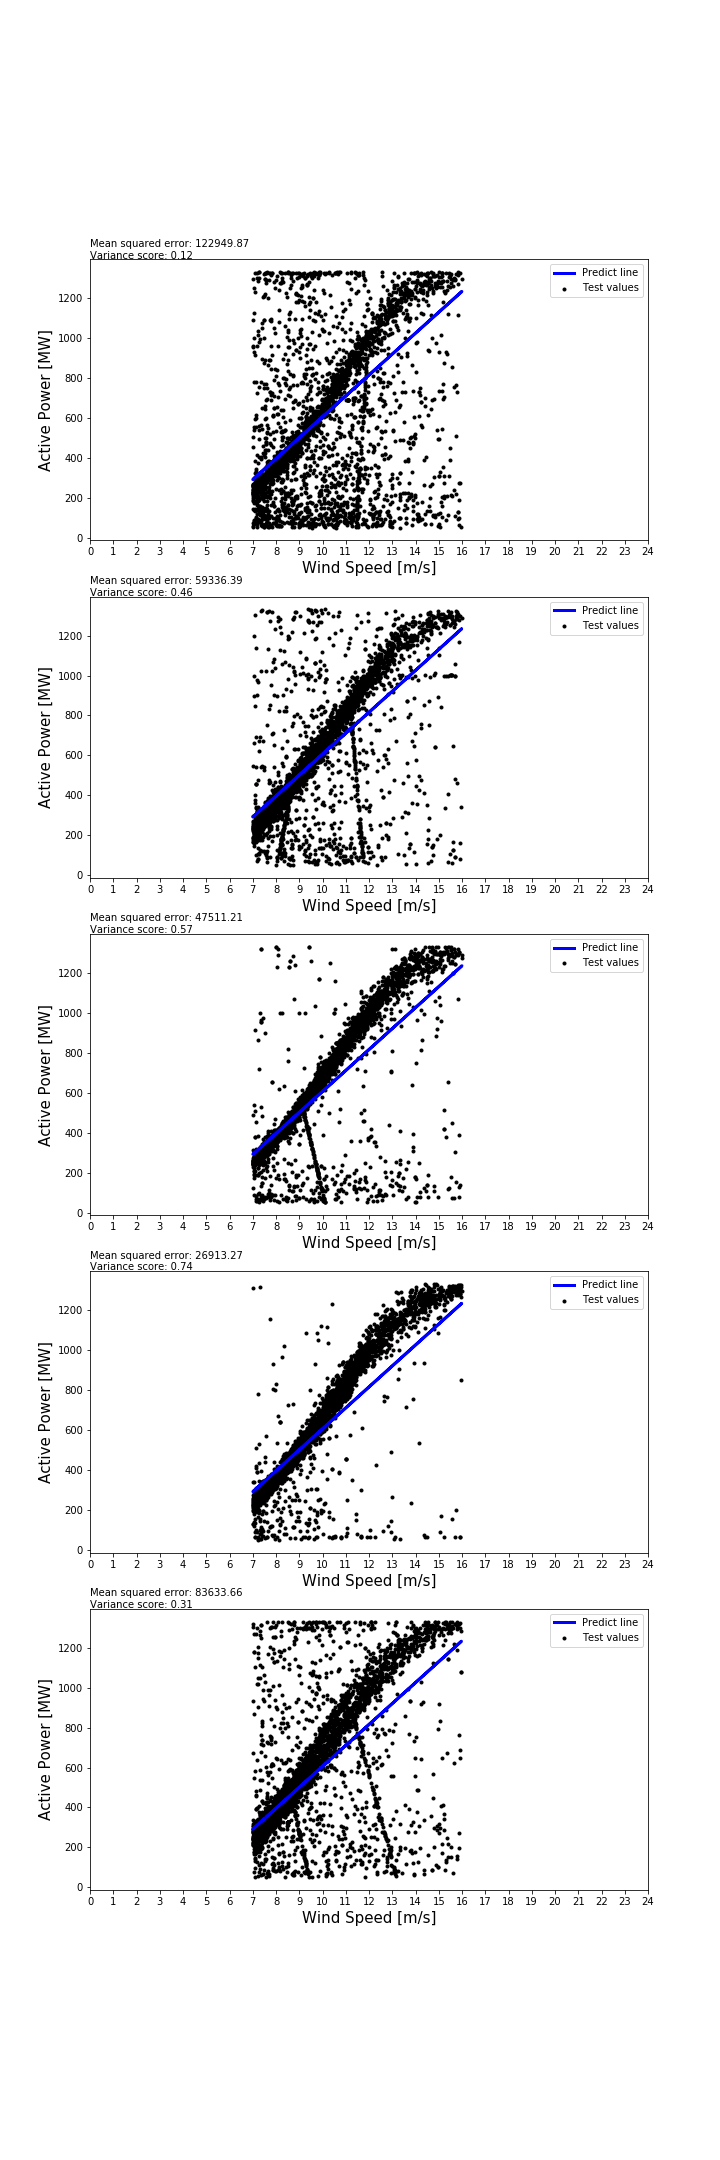 Mean squared error: 122949.87
Variance score: 0.12
Predict line
Test values
1200
1000
800
600
400
200
0
Active Power [MW]
0 1 2 3 4 5 6 7 8 9 10 11 12 13 14 15 16 17 18 19 20 21 22 23 24
Wind Speed [m/s]
Mean squared error: 59336.39
Variance score: 0.46
Predict line
Test values
1200
1000
800
600
400
200
0
Active Power [MW]
0 1 2 3 4 5 6 7 8 9 10 11 12 13 14 15 16 17 18 19 20 21 22 23 24
Wind Speed [m/s]
Mean squared error: 47511.21
Variance score: 0.57
Predict line
Test values
1200
1000
800
600
400
200
0
Active Power [MW]
0 1 2 3 4 5 6 7 8 9 10 11 12 13 14 15 16 17 18 19 20 21 22 23 24
Wind Speed [m/s]
Mean squared error: 26913.27
Variance score: 0.74
Predict line
Test values
1200
1000
800
600
400
200
0
Active Power [MW]
0 1 2 3 4 5 6 7 8 9 10 11 12 13 14 15 16 17 18 19 20 21 22 23 24
Wind Speed [m/s]
Mean squared error: 83633.66
Variance score: 0.31
Predict line
Test values
1200
1000
800
600
400
200
0
Active Power [MW]
0 1 2 3 4 5 6 7 8 9 10 11 12 13 14 15 16 17 18 19 20 21 22 23 24
Wind Speed [m/s]